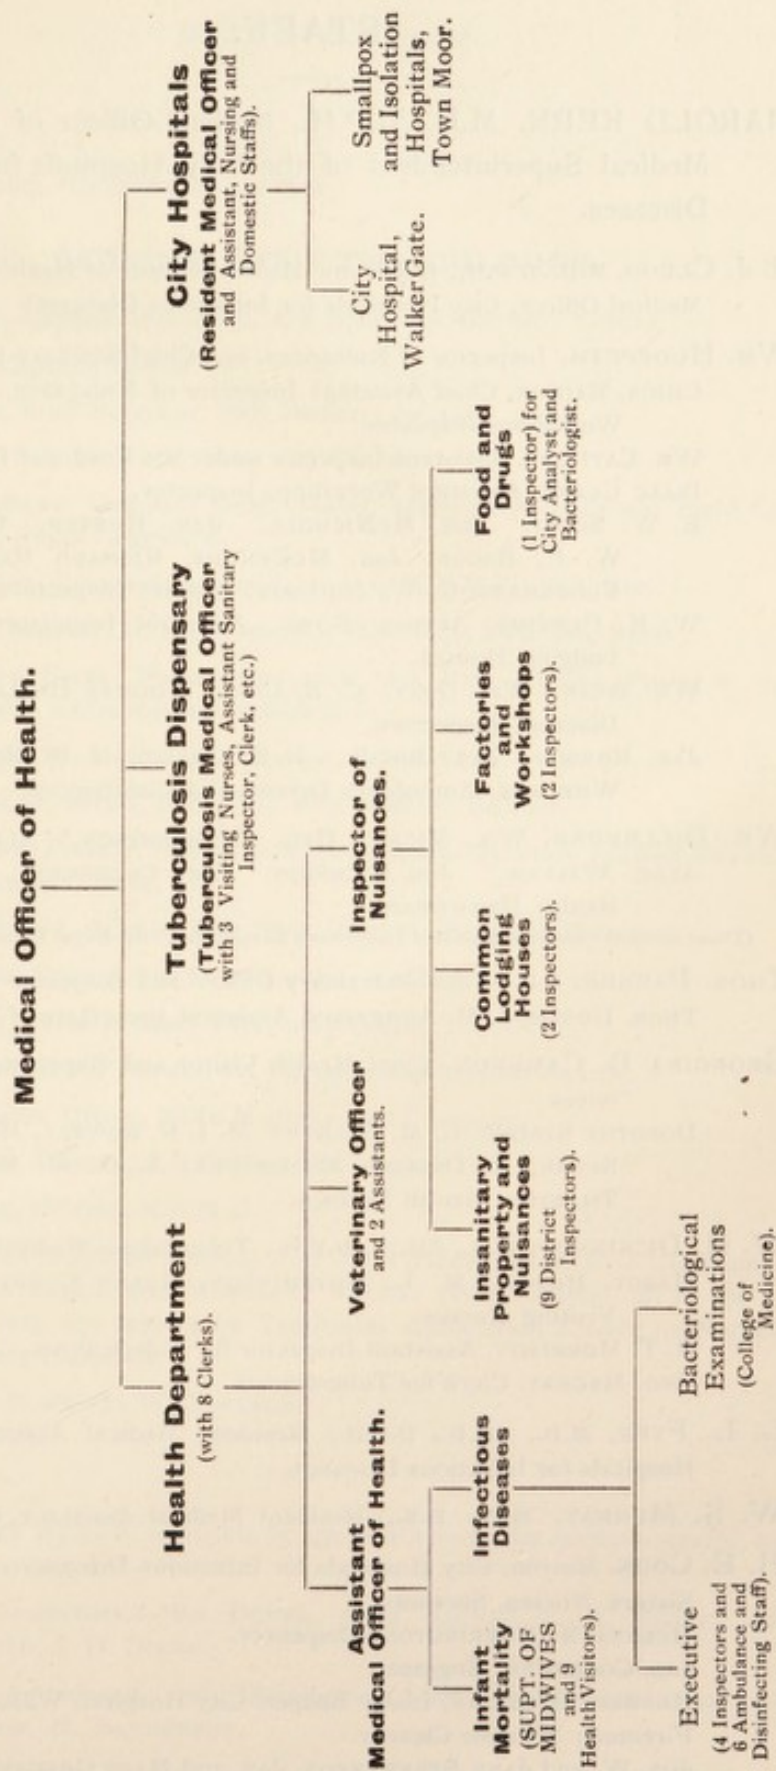 Medical Officer of Health.
Health Department
(with 8 Clerks).
Tuberculosis Dispensary
(Tuberculosis Medical Officer
with 3 Visiting Nurses, Assistant Sanitary
Inspector, Clerk, etc.)
City Hospitals
(Resident Medical Officer
and Assistant, Nursing and
Domestic Staffs).
Assistant
Medical Officer of Health.
Veterinary Officer
and 2 Assistants.
Inspector of
Nuisances.
City
Hospital,
Walker Gate.
Smallpox
and Isolation
Hospitals,
Town Moor.
Infant
Mortality
(SUPT. OF
MIDWIVES
and 9
Health Visitors).
Infectious
Diseases
Insanitary
Property and
Nuisances
(9 District
Inspectors).
Common
Lodging
Houses
(2 Inspectors).
Factories
and
Workshops
(2 Inspectors).
Food and
Drugs
(1 Inspector) for
City Analyst and
Bacteriologist.
Executive
(4 Inspectors and
6 Ambulance and
Disinfecting Staff).
Bacteriological
Examinations
(College of
Medicine).